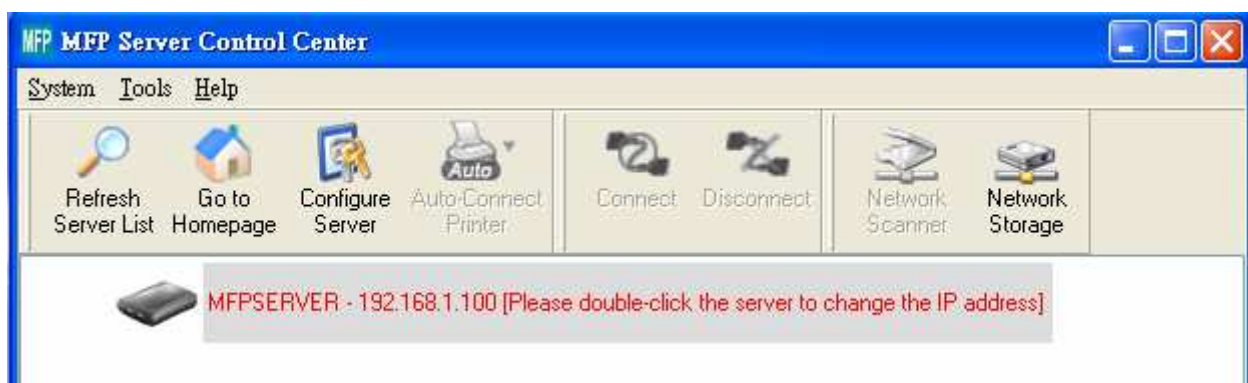 MFP MFP Server Control Center
System Tools Help
Refresh Server List
Go to Homepage
Configure Server
Auto
Auto-Connect Printer
Connect
Disconnect
Network Scanner
Network Storage
MFPSERVER - 192.168.1.100 [Please double-click the server to change the IP address]